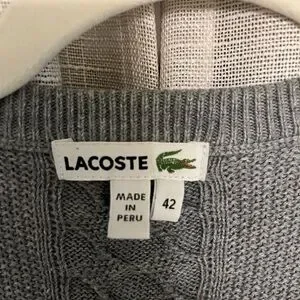 LACOSTE
MADE
IN
PERU
42